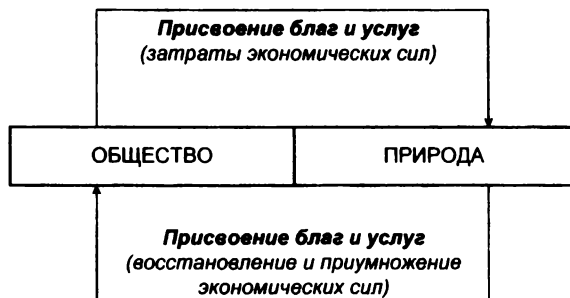 Присвоение благ и услуг
(затраты экономических сил)
ОБЩЕСТВО
ПРИРОДА
Присвоение благ и услуг
(восстановление и приумножение
экономических сил)